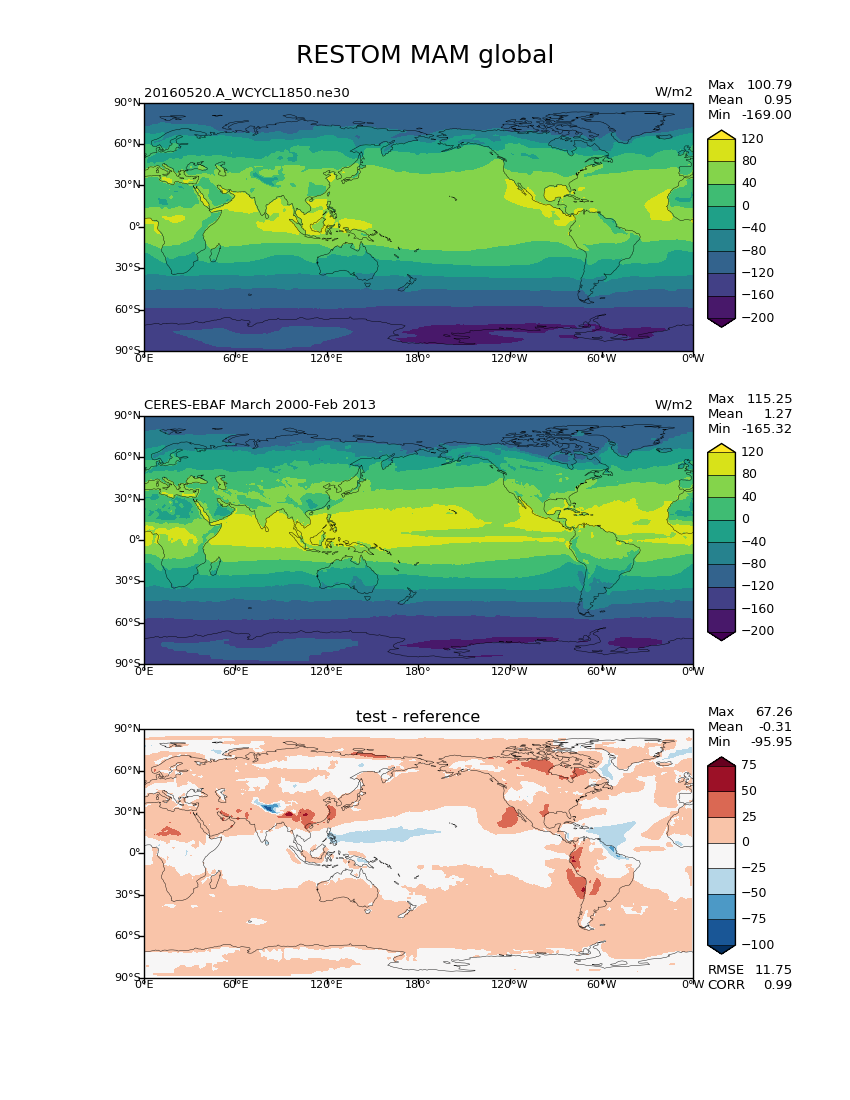 RESTOM MAM global
20160520.A_WCYCL1850.ne30 W/m2
Max 100.79
Mean 0.95
Min -169.00
90°N
60°N
30°N
0°
30°S
60°S
90°S
0°E 60°E 120°E 180° 120°W 60°W 0°W
120
80
40
0
−40
−80
−120
−160
−200
CERES-EBAF March 2000-Feb 2013 W/m2
Max 115.25
Mean 1.27
Min -165.32
90°N
60°N
30°N
0°
30°S
60°S
90°S
0°E 60°E 120°E 180° 120°W 60°W 0°W
120
80
40
0
−40
−80
−120
−160
−200
test - reference
Max 67.26
Mean -0.31
Min -95.95
90°N
60°N
30°N
0°
30°S
60°S
90°S
0°E 60°E 120°E 180° 120°W 60°W 0°W
75
50
25
0
−25
−50
−75
−100
RMSE 11.75
CORR 0.99